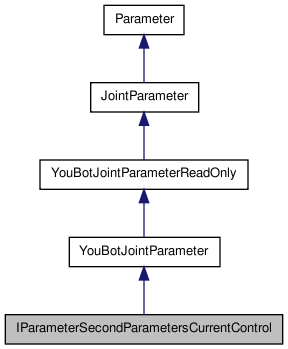 Parameter
JointParameter
YouBotJointParameterReadOnly
YouBotJointParameter
IParameterSecondParametersCurrentControl